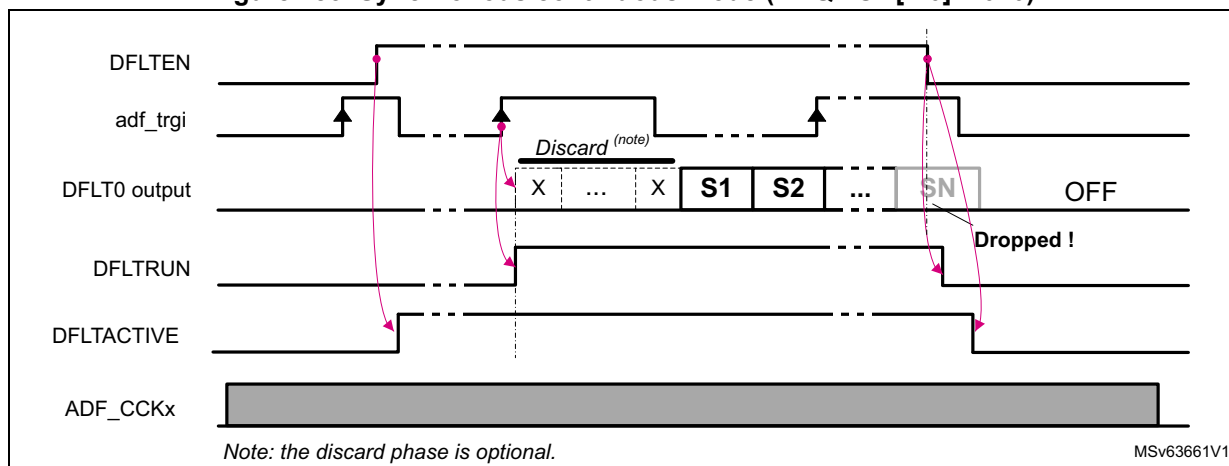 DFLTEN
adf_trgi
Discard (note)
DFLT0 output
X ... X S1 S2 ... SN OFF
Dropped !
DFLTRUN
DFLTACTIVE
ADF_CCKx
Note: the discard phase is optional.
MSv63661V1